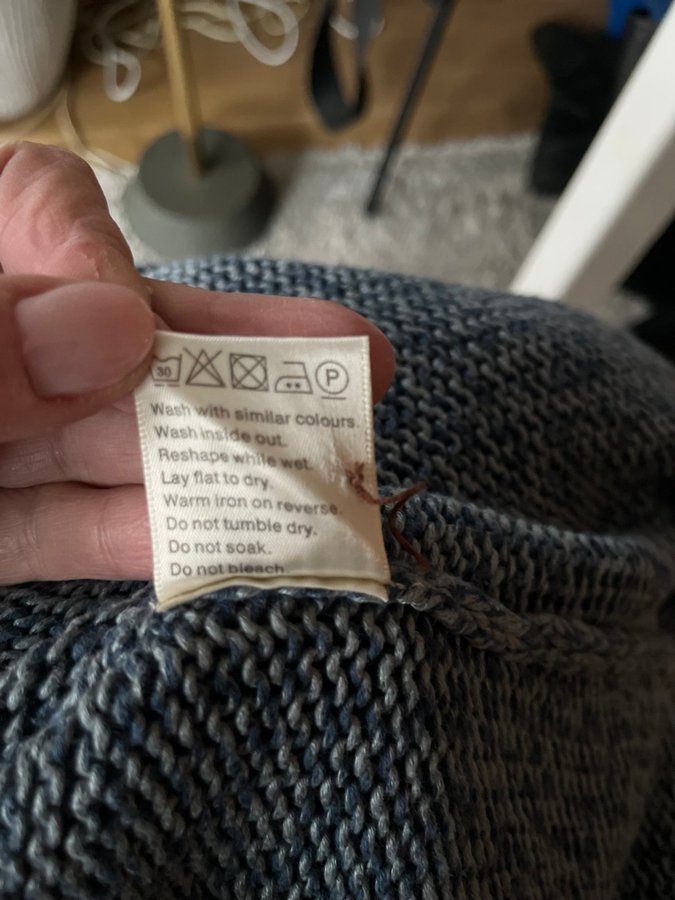 30 P
Wash with similar colours.
Wash inside out.
Reshape while wet.
Lay flat to dry.
Warm iron on reverse.
Do not tumble dry.
Do not soak.
Do not bleach.